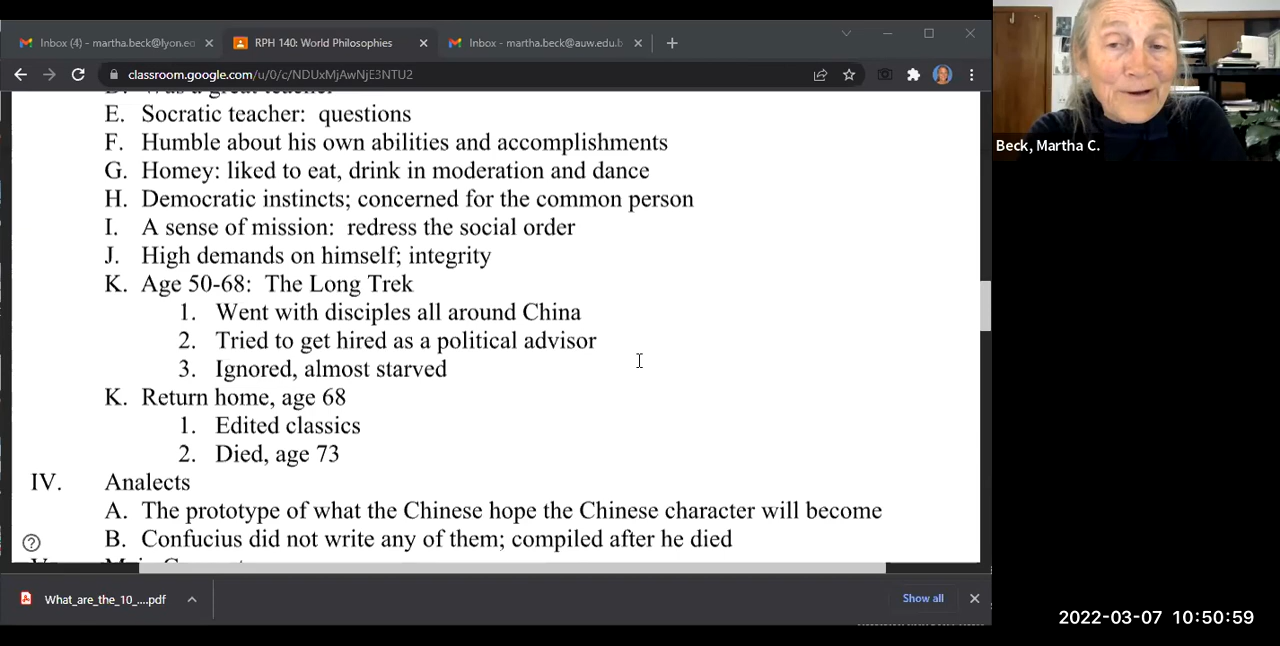 Inbox (4) - martha.beck@lyon.ed
RPH 140: World Philosophies
Inbox - martha.beck@auw.edu.b
classroom.google.com/u/0/c/NDUxMjAwNjE3NTU2
D. Was a great teacher
E. Socratic teacher: questions
F. Humble about his own abilities and accomplishments
G. Homey: liked to eat, drink in moderation and dance
H. Democratic instincts; concerned for the common person
I. A sense of mission: redress the social order
J. High demands on himself; integrity
K. Age 50-68: The Long Trek
1. Went with disciples all around China
2. Tried to get hired as a political advisor
3. Ignored, almost starved
K. Return home, age 68
1. Edited classics
2. Died, age 73
IV. Analects
A. The prototype of what the Chinese hope the Chinese character will become
B. Confucius did not write any of them; compiled after he died
What_are_the_10_....pdf
Show all
Beck, Martha C.
2022-03-07 10:50:59